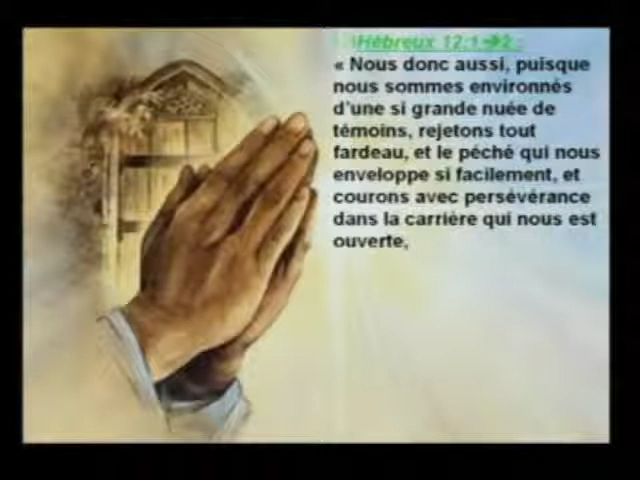 Hébreux 12:1→2 :
« Nous donc aussi, puisque
nous sommes environnés
d'une si grande nuée de
témoins, rejetons tout
fardeau, et le péché qui nous
enveloppe si facilement, et
courons avec persévérance
dans la carrière qui nous est
ouverte,